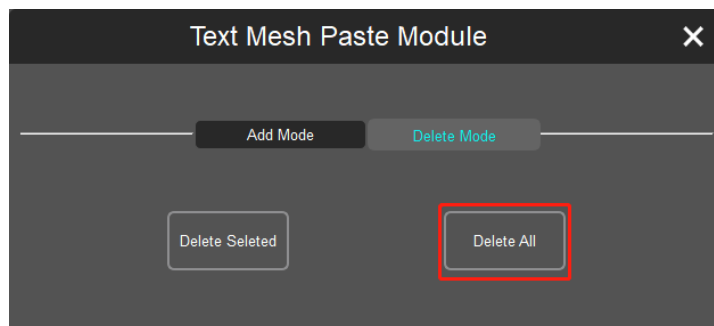 Text Mesh Paste Module
Add Mode
Delete Mode
Delete Seleted
Delete All